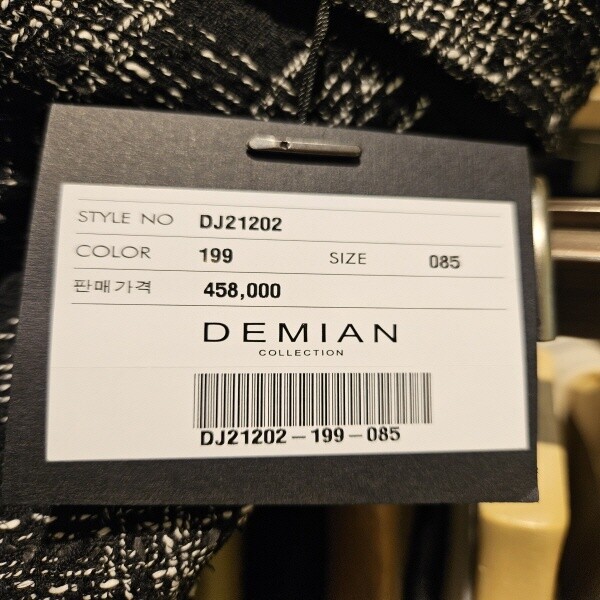 STYLE NO DJ21202
COLOR 199 SIZE 085
판매가격 458,000
DEMIAN
COLLECTION
DJ21202-199-085